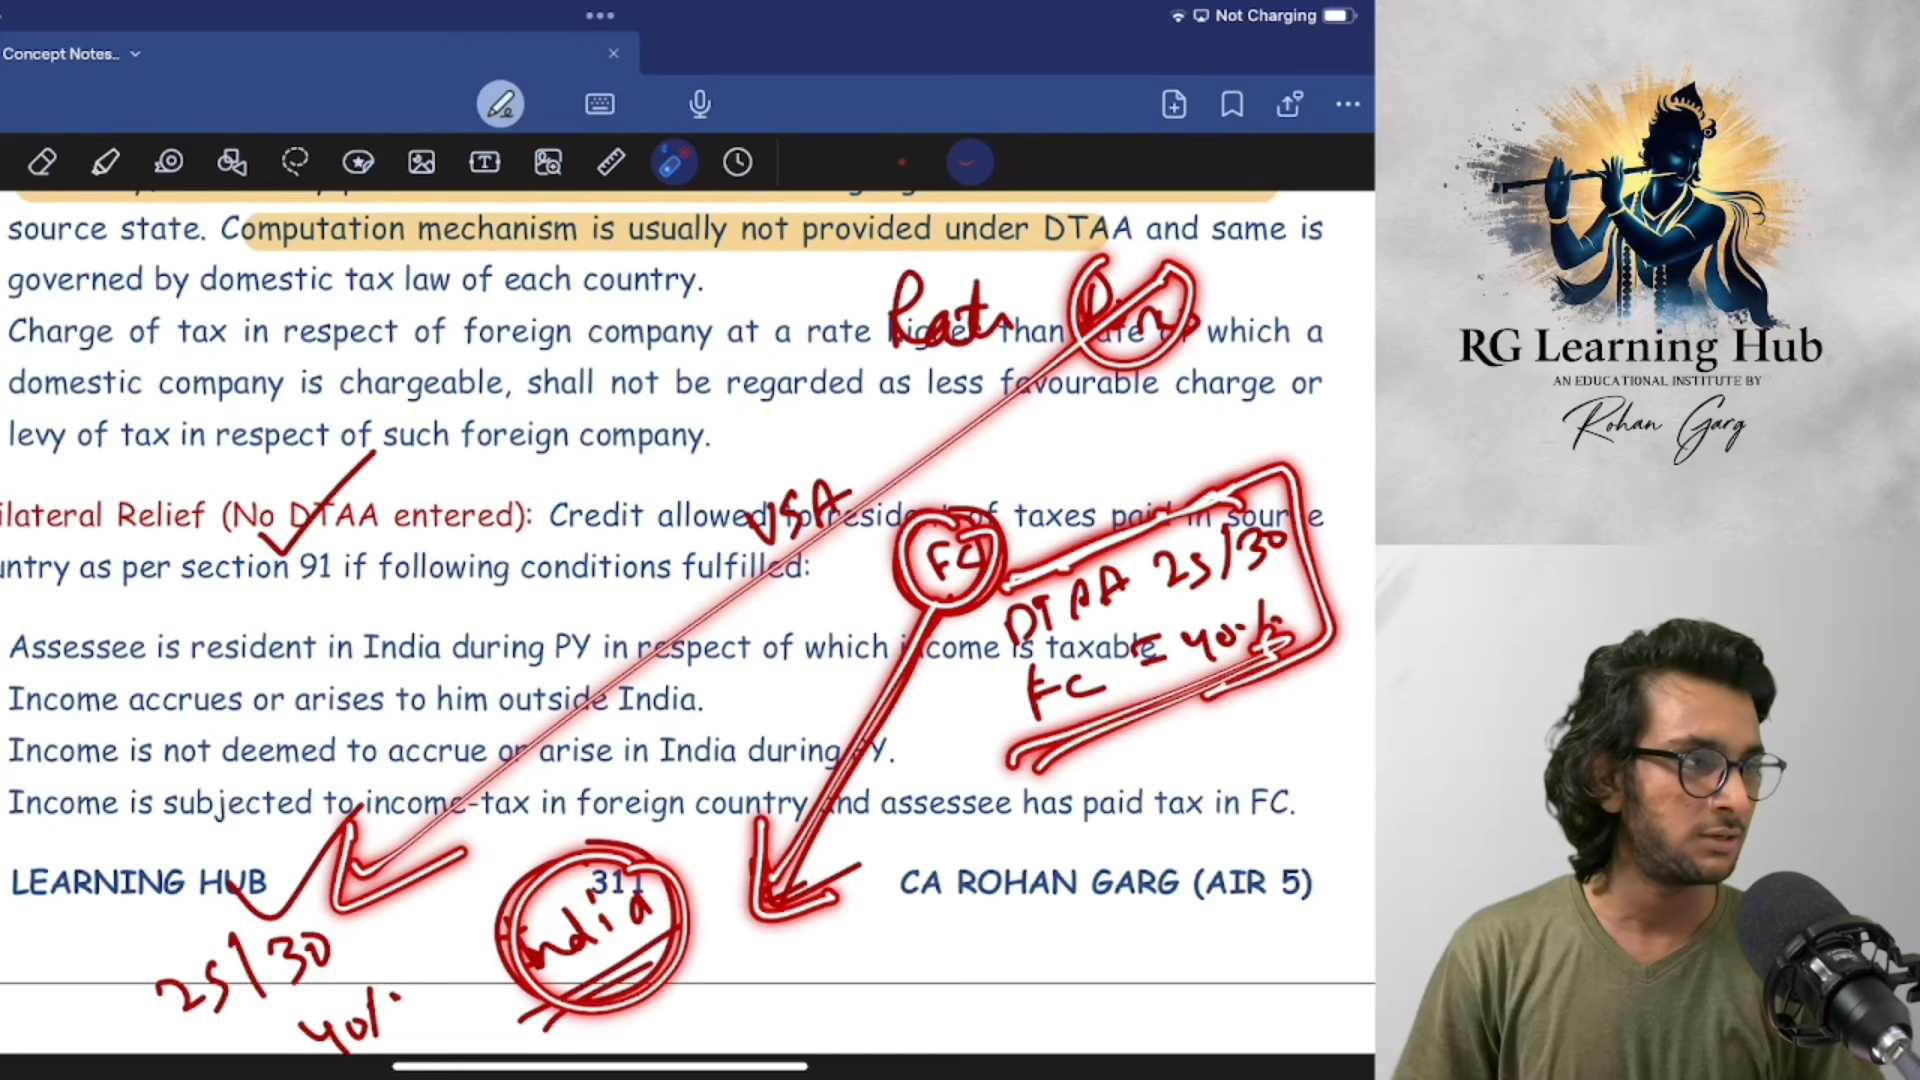 Not Charging
Concept Notes..
source state. Computation mechanism is usually not provided under DTAA and same is
governed by domestic tax law of each country.
Rate
Charge of tax in respect of foreign company at a rate higher than rate at which a
domestic company is chargeable, shall not be regarded as less favourable charge or
levy of tax in respect of such foreign company.
USA
ilateral Relief (No DTAA entered): Credit allowed to resident of taxes paid in source
untry as per section 91 if following conditions fulfilled:
FC
DTAA 25/30
FC = 40%
Assessee is resident in India during PY in respect of which income is taxable.
Income accrues or arises to him outside India.
Income is not deemed to accrue or arise in India during PY.
Income is subjected to income-tax in foreign country and assessee has paid tax in FC.
LEARNING HUB
311
CA ROHAN GARG (AIR 5)
india
25/30
40%
RG Learning Hub
AN EDUCATIONAL INSTITUTE BY
Rohan Garg